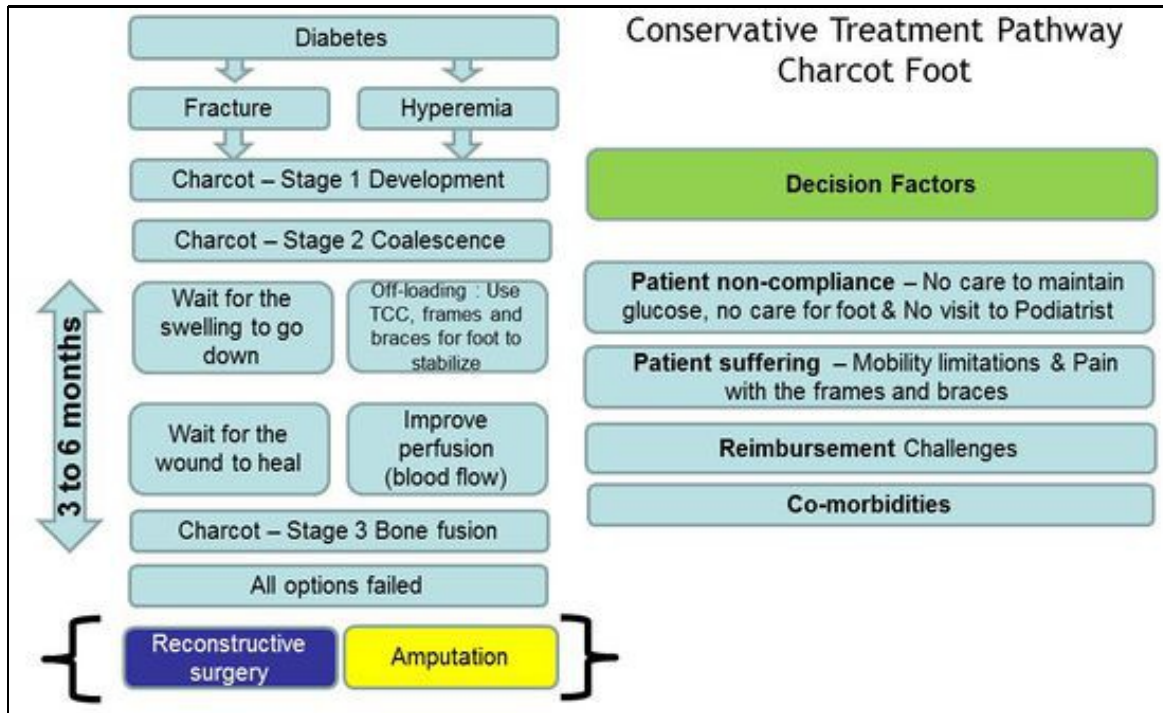 Conservative Treatment Pathway
Charcot Foot
Diabetes
Fracture
Hyperemia
Charcot – Stage 1 Development
Charcot – Stage 2 Coalescence
3 to 6 months
Wait for the
swelling to go
down
Off-loading : Use
TCC, frames and
braces for foot to
stabilize
Wait for the
wound to heal
Improve
perfusion
(blood flow)
Charcot – Stage 3 Bone fusion
All options failed
Reconstructive
surgery
Amputation
Decision Factors
Patient non-compliance – No care to maintain
glucose, no care for foot & No visit to Podiatrist
Patient suffering – Mobility limitations & Pain
with the frames and braces
Reimbursement Challenges
Co-morbidities